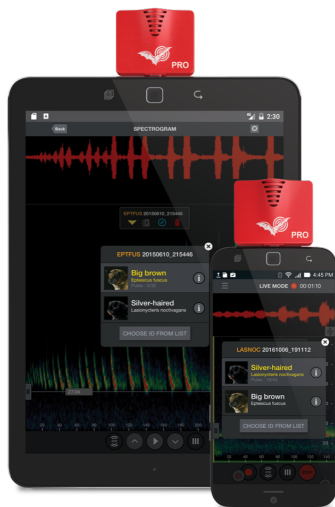 PRO
2:30
Back
SPECTROGRAM
EPTFUS 20150610_215446
EPTFUS 20150610_215446
Big brown
Eptesicus fuscus
Silver-haired
Lasionycteris noctivagans
CHOOSE ID FROM LIST
PRO
4:45 PM
LIVE MODE
00:01:10
LASNOC 20161006_191112
Silver-haired
Lasionycteris noctivagans
Big brown
Eptesicus fuscus
CHOOSE ID FROM LIST